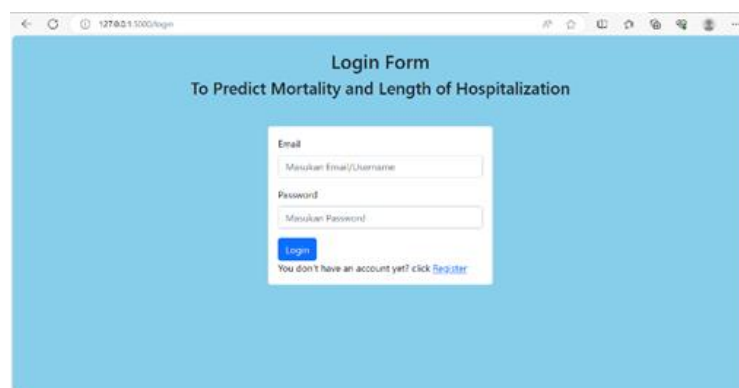 127.0.0.1:5000/login
Login Form
To Predict Mortality and Length of Hospitalization
Email
Masukan Email/Username
Password
Masukan Password
Login
You don't have an account yet? click Register